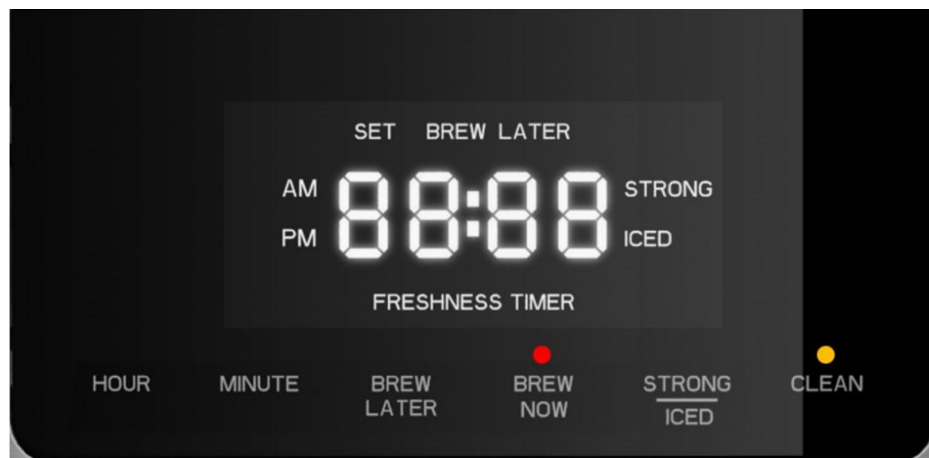 SET BREW LATER
AM 88:88 STRONG
PM ICED
FRESHNESS TIMER
HOUR MINUTE BREW LATER BREW NOW STRONG ICED CLEAN